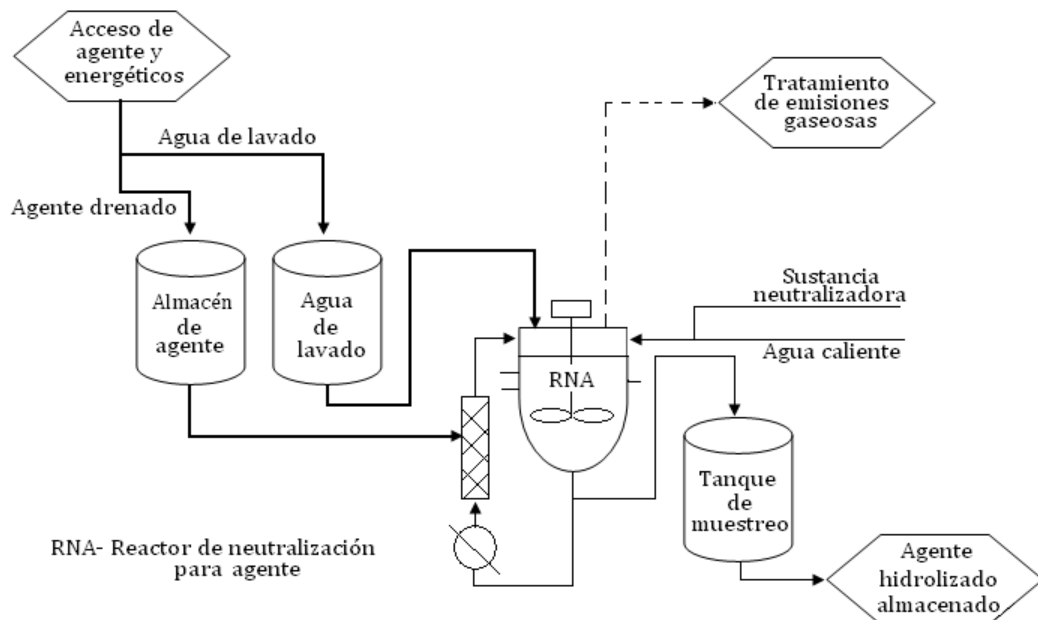 Acceso de
agente y
energéticos
Agua de lavado
Agente drenado
Tratamiento
de emisiones
gaseosas
Almacén
de
agente
Agua
de
lavado
Sustancia
neutralizadora
Agua caliente
RNA
Tanque
de
muestreo
RNA- Reactor de neutralización
para agente
Agente
hidrolizado
almacenado